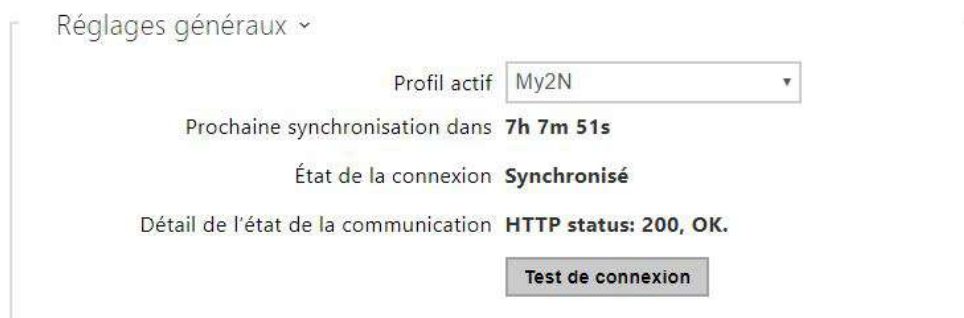 Réglages généraux
Profil actif My2N
Prochaine synchronisation dans 7h 7m 51s
État de la connexion Synchronisé
Détail de l'état de la communication HTTP status: 200, OK.
Test de connexion